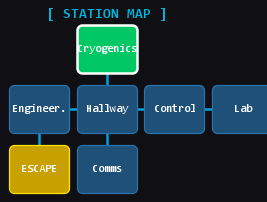 [ STATION MAP ]
Cryogenics
Engineer. Hallway Control Lab
ESCAPE Comms